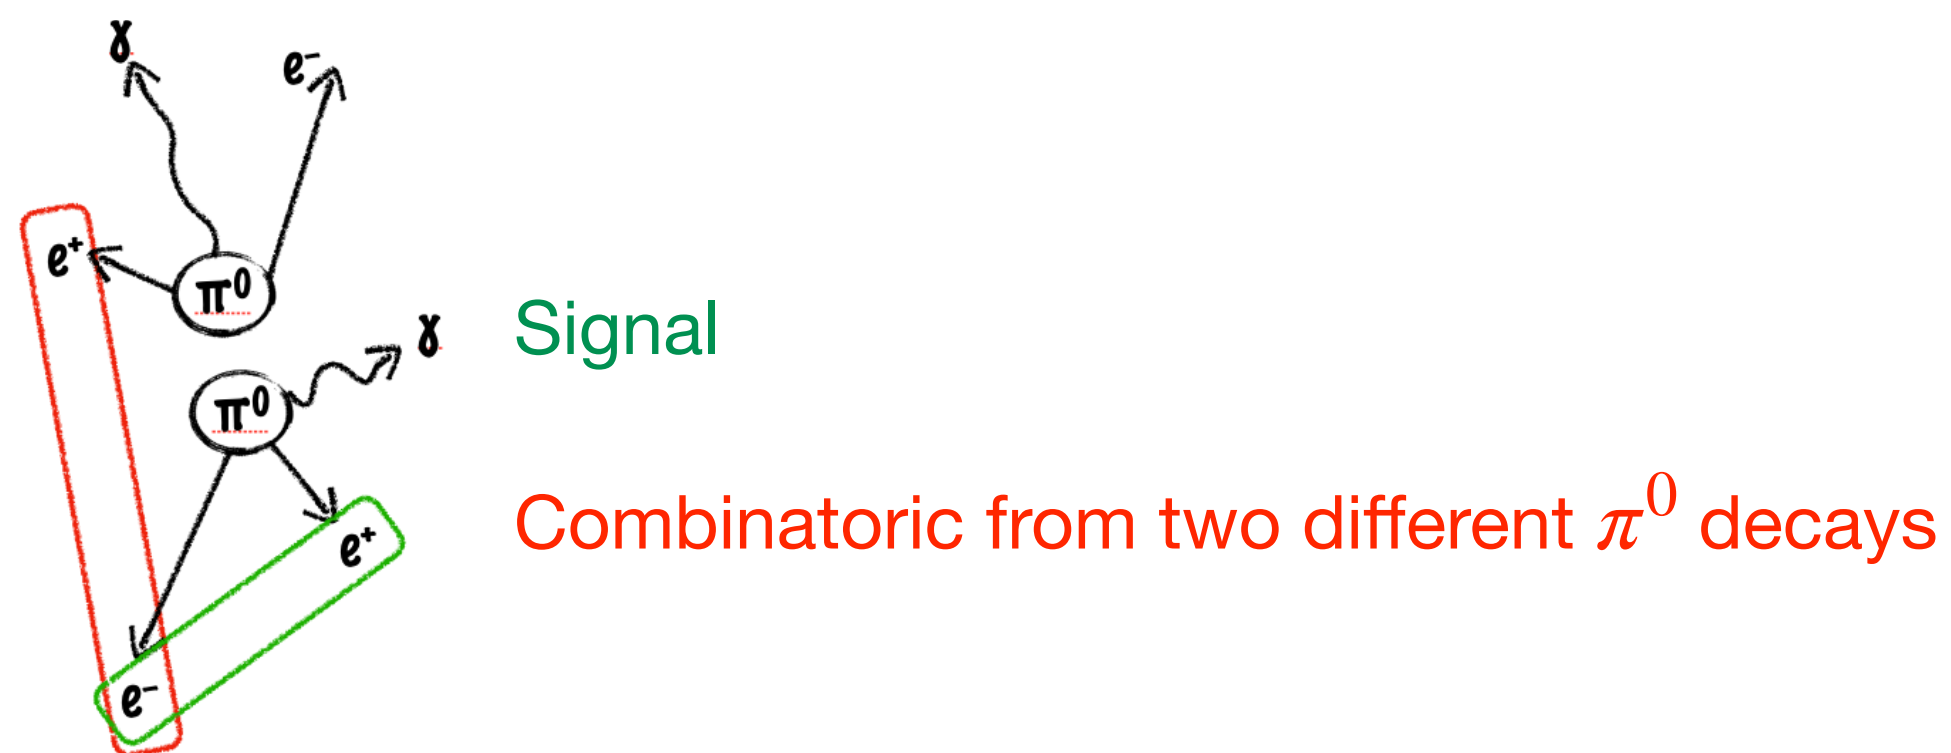 γ
e⁻
e⁺
π⁰
γ
Signal
π⁰
Combinatoric from two different π⁰ decays
e⁺
e⁻